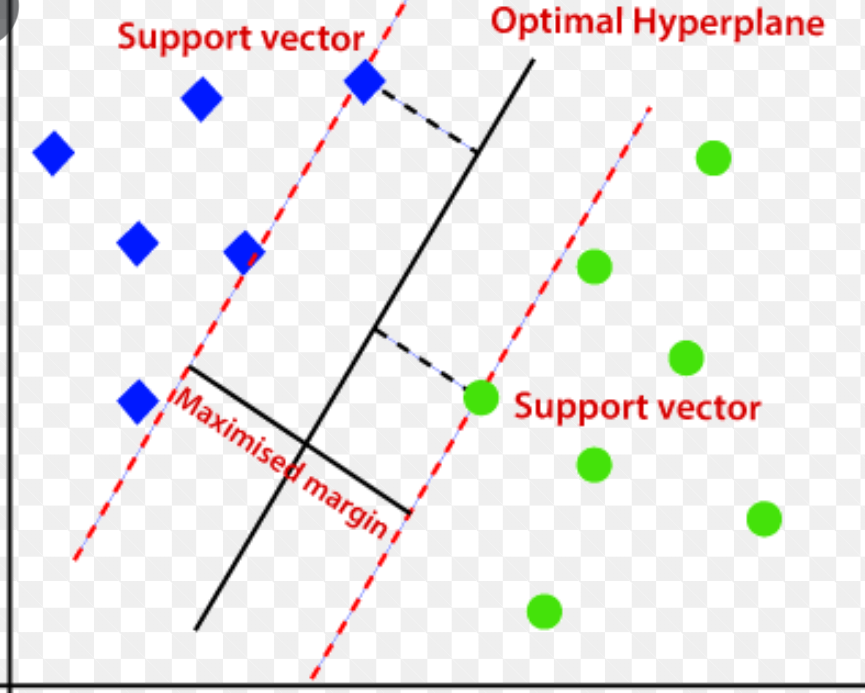 Support vector
Optimal Hyperplane
Maximised margin
Support vector